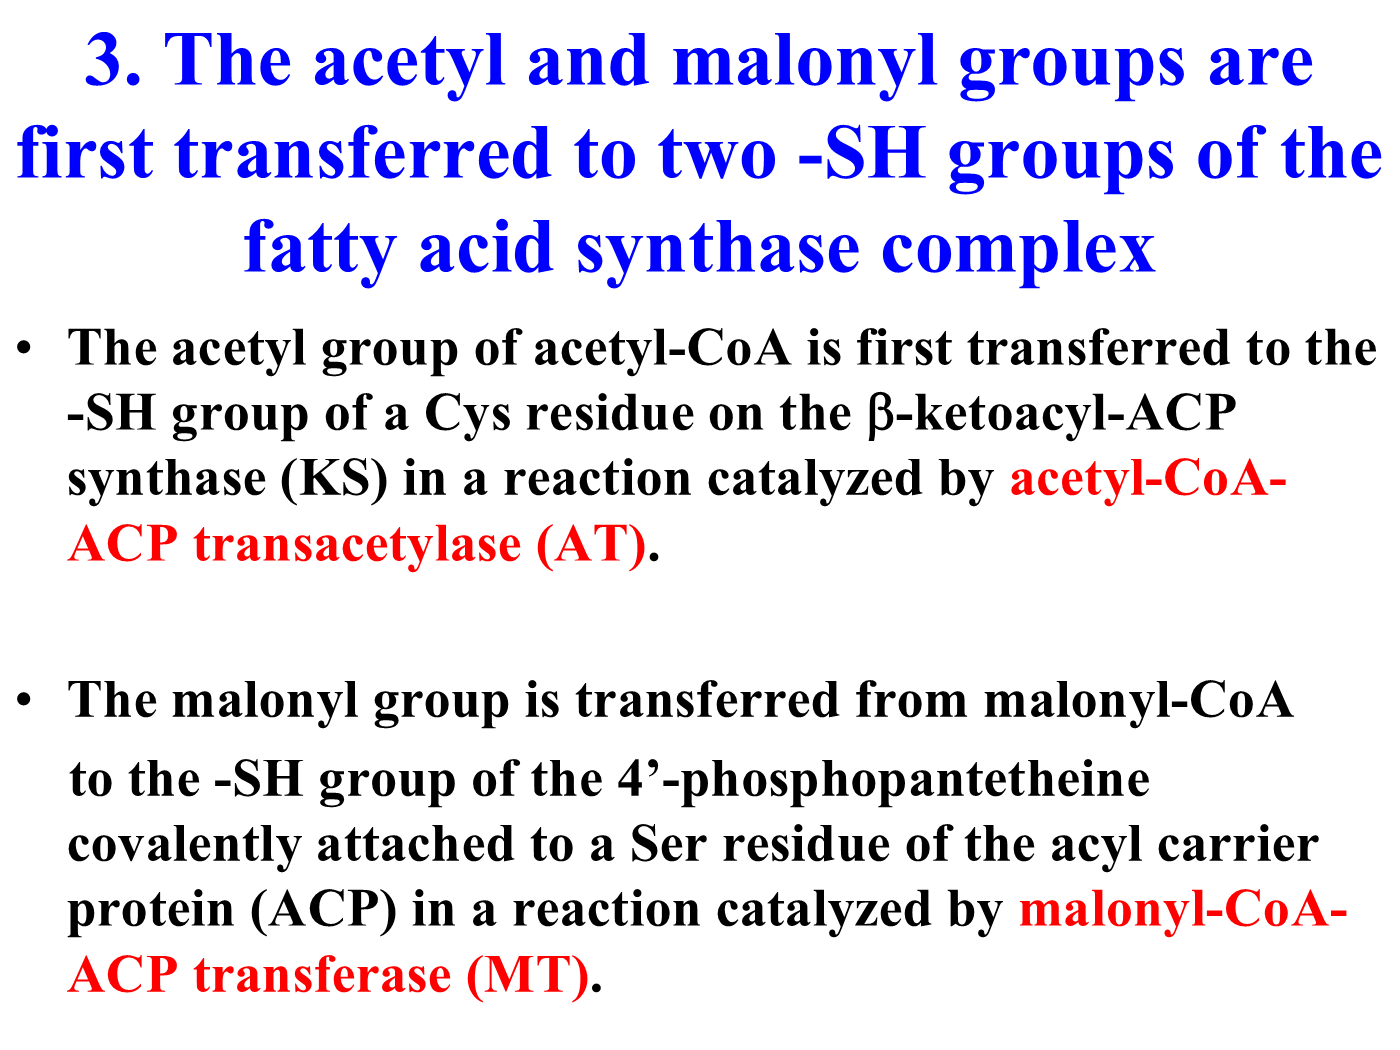 3. The acetyl and malonyl groups are
first transferred to two -SH groups of the
fatty acid synthase complex
• The acetyl group of acetyl-CoA is first transferred to the
-SH group of a Cys residue on the β-ketoacyl-ACP
synthase (KS) in a reaction catalyzed by acetyl-CoA-
ACP transacetylase (AT).
• The malonyl group is transferred from malonyl-CoA
to the -SH group of the 4’-phosphopantetheine
covalently attached to a Ser residue of the acyl carrier
protein (ACP) in a reaction catalyzed by malonyl-CoA-
ACP transferase (MT).